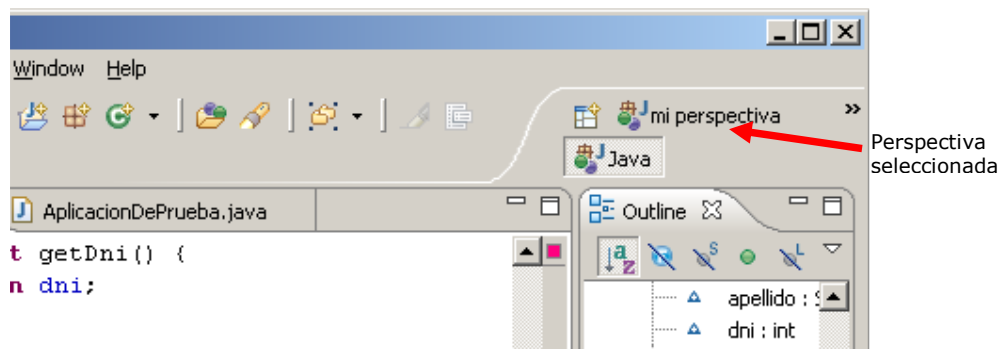 Window Help
mi perspectiva
»
Java
Perspectiva
seleccionada
AplicacionDePrueba.java
Outline
t getDni() {
n dni;
apellido : S
dni : int